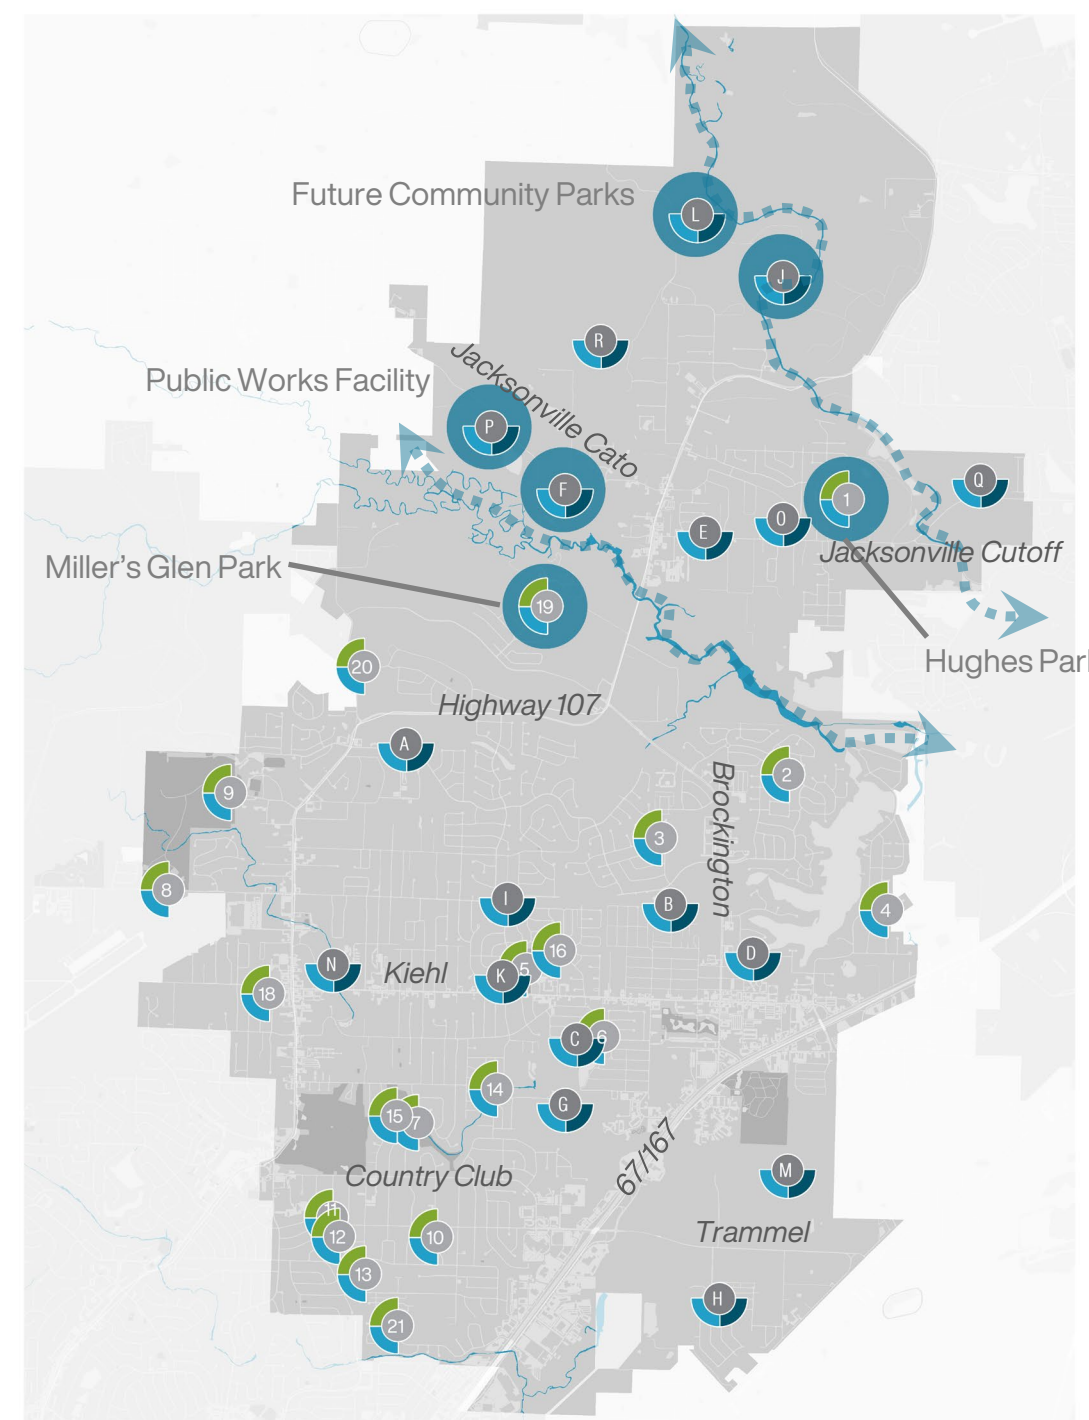 L
Future Community Parks
J
R
Jacksonville Cato
Public Works Facility
P
F
Q
1
O
E
Jacksonville Cutoff
Miller's Glen Park
19
Hughes Par
20
Highway 107
A
2
9
Brockington
3
8
I
B
4
16
D
N
5
K
Kiehl
18
6
C
14
G
15
7
67/167
M
Country Club
11
12
10
Trammel
13
H
21